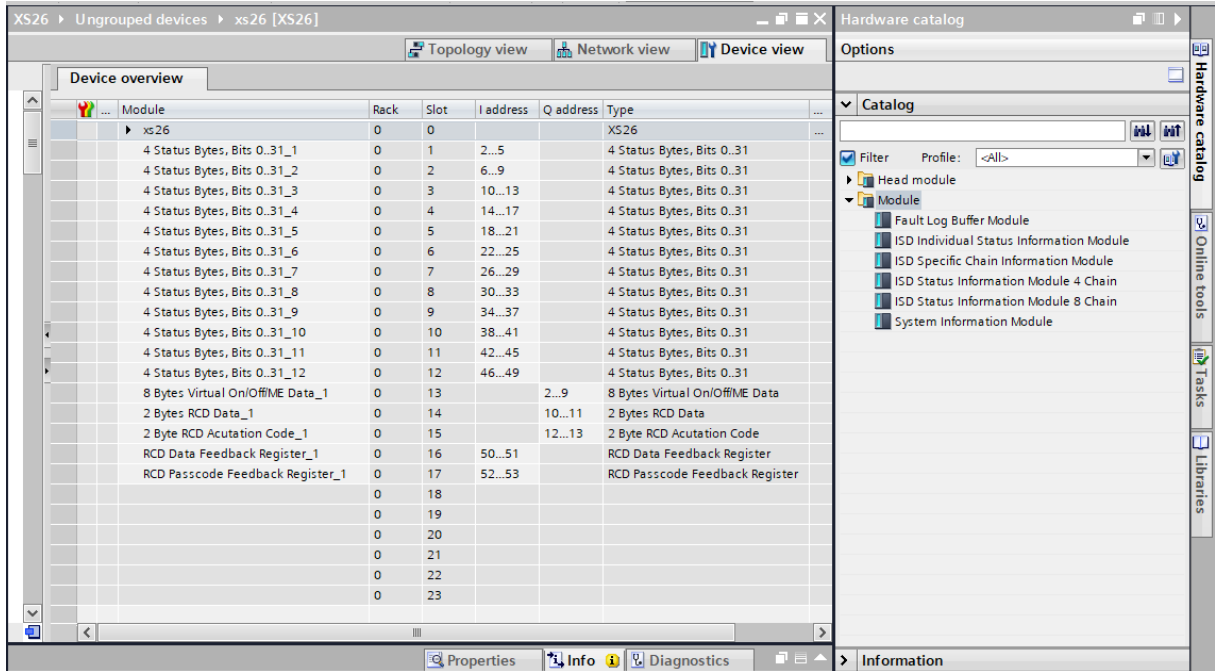 XS26 ▸ Ungrouped devices ▸ xs26 [XS26]
Topology view
Network view
Device view
Device overview
... Module Rack Slot I address Q address Type ...
xs26 0 0 XS26 ...
4 Status Bytes, Bits 0..31_1 0 1 2...5 4 Status Bytes, Bits 0..31
4 Status Bytes, Bits 0..31_2 0 2 6...9 4 Status Bytes, Bits 0..31
4 Status Bytes, Bits 0..31_3 0 3 10...13 4 Status Bytes, Bits 0..31
4 Status Bytes, Bits 0..31_4 0 4 14...17 4 Status Bytes, Bits 0..31
4 Status Bytes, Bits 0..31_5 0 5 18...21 4 Status Bytes, Bits 0..31
4 Status Bytes, Bits 0..31_6 0 6 22...25 4 Status Bytes, Bits 0..31
4 Status Bytes, Bits 0..31_7 0 7 26...29 4 Status Bytes, Bits 0..31
4 Status Bytes, Bits 0..31_8 0 8 30...33 4 Status Bytes, Bits 0..31
4 Status Bytes, Bits 0..31_9 0 9 34...37 4 Status Bytes, Bits 0..31
4 Status Bytes, Bits 0..31_10 0 10 38...41 4 Status Bytes, Bits 0..31
4 Status Bytes, Bits 0..31_11 0 11 42...45 4 Status Bytes, Bits 0..31
4 Status Bytes, Bits 0..31_12 0 12 46...49 4 Status Bytes, Bits 0..31
8 Bytes Virtual On/Off/ME Data_1 0 13 2...9 8 Bytes Virtual On/Off/ME Data
2 Bytes RCD Data_1 0 14 10...11 2 Bytes RCD Data
2 Byte RCD Acutation Code_1 0 15 12...13 2 Byte RCD Acutation Code
RCD Data Feedback Register_1 0 16 50...51 RCD Data Feedback Register
RCD Passcode Feedback Register_1 0 17 52...53 RCD Passcode Feedback Register
0 18
0 19
0 20
0 21
0 22
0 23
Properties
Info
Diagnostics
Hardware catalog
Options
Catalog
Filter Profile: <All>
Head module
Module
Fault Log Buffer Module
ISD Individual Status Information Module
ISD Specific Chain Information Module
ISD Status Information Module 4 Chain
ISD Status Information Module 8 Chain
System Information Module
Information
Hardware catalog
Online tools
Tasks
Libraries